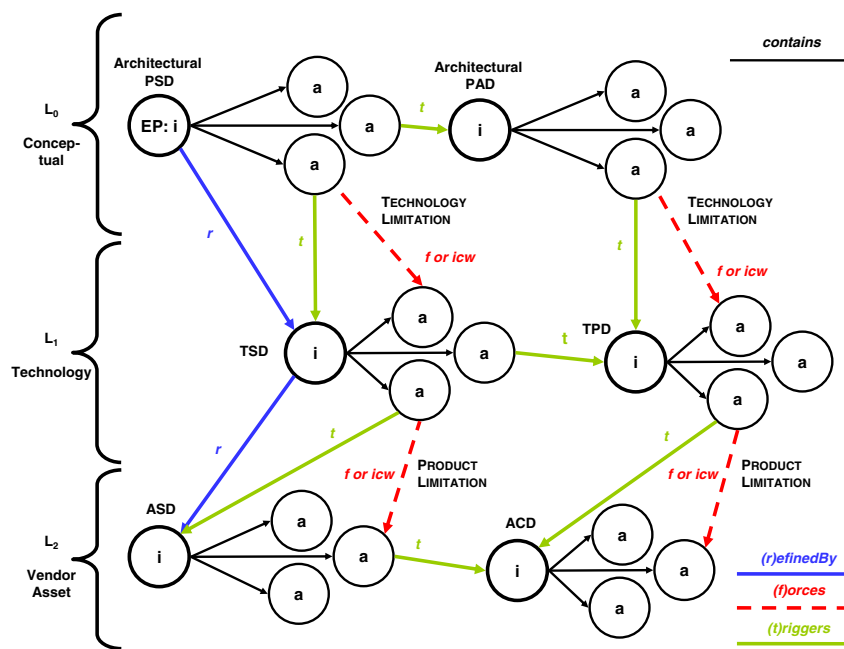 contains
Architectural
PSD
Architectural
PAD
L0
Concep-
tual
EP: i
a
a
a
t
i
a
a
a
TECHNOLOGY
LIMITATION
TECHNOLOGY
LIMITATION
r
t
f or icw
t
f or icw
L1
Technology
TSD
i
a
a
a
t
TPD
i
a
a
a
r
t
f or icw
PRODUCT
LIMITATION
t
f or icw
PRODUCT
LIMITATION
L2
Vendor
Asset
ASD
i
a
a
a
t
ACD
i
a
a
a
(r)efinedBy
(f)orces
(t)riggers